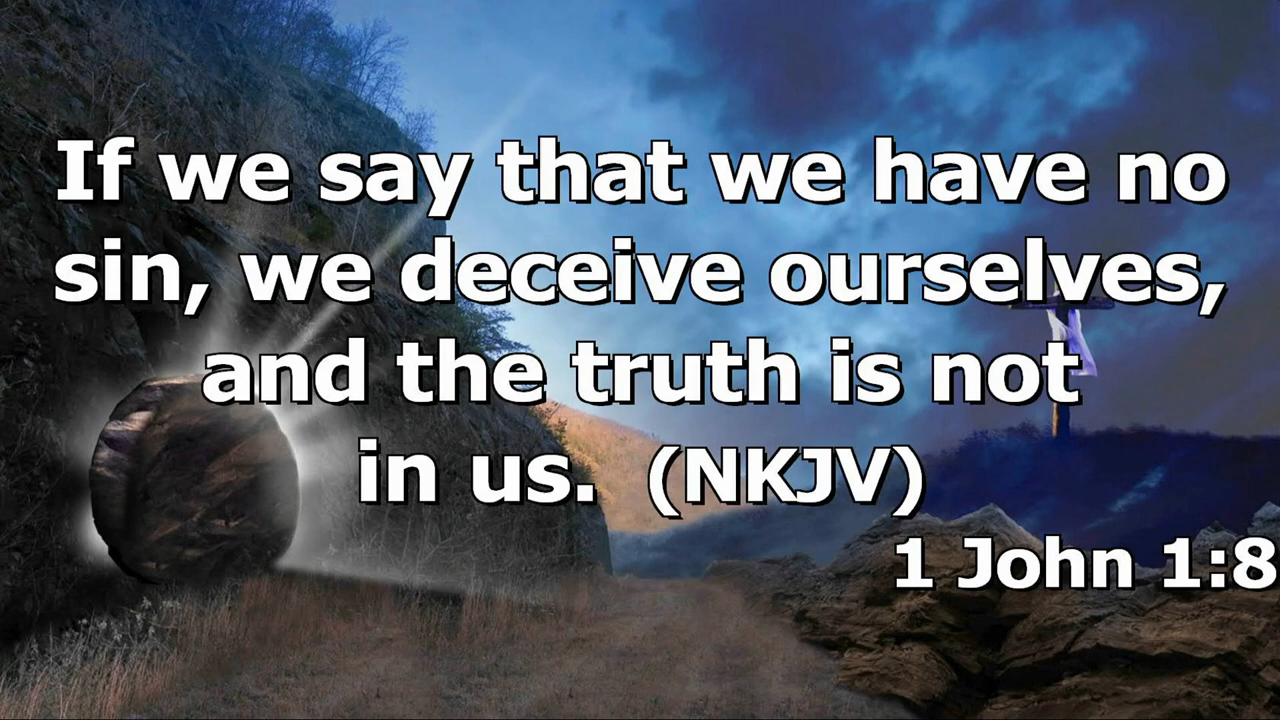 If we say that we have no
sin, we deceive ourselves,
and the truth is not
in us. (NKJV)
1 John 1:8